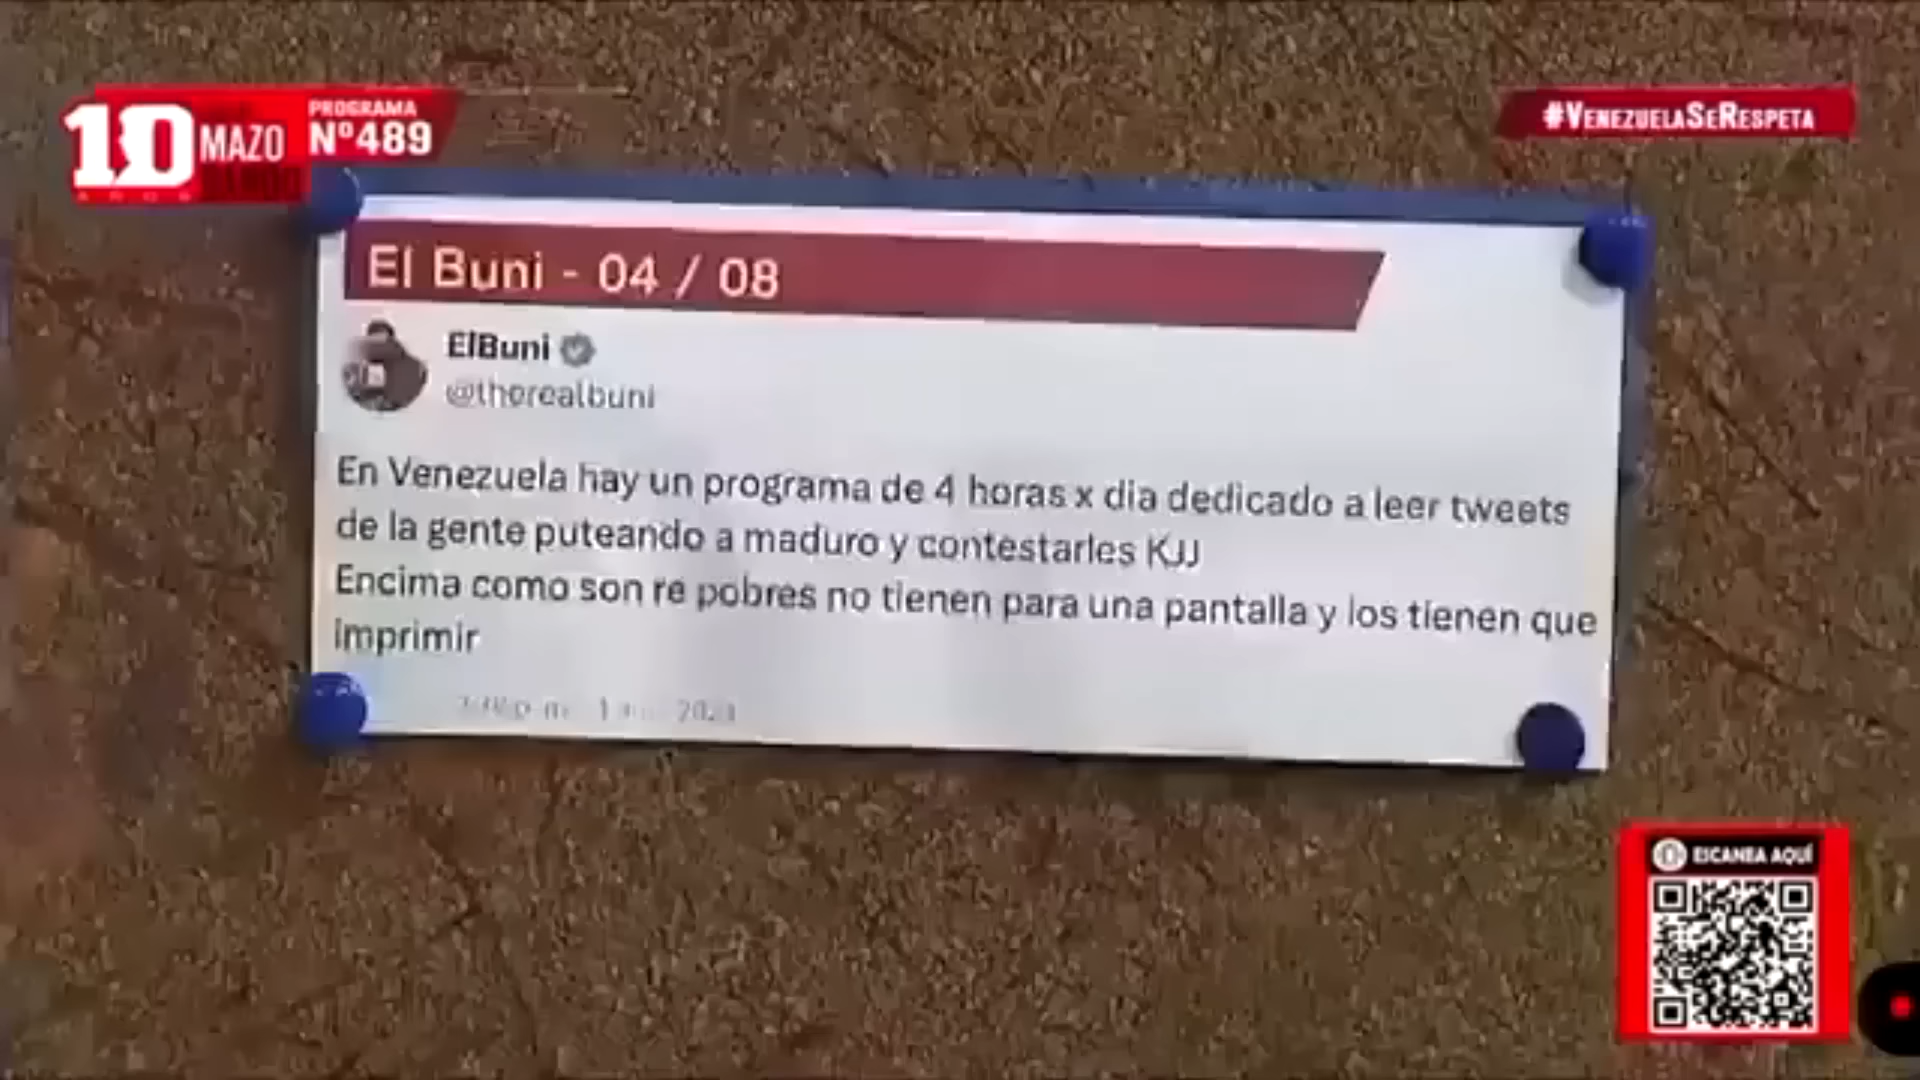 10
MAZO
PROGRAMA
Nº489
#VENEZUELASERESPETA
El Buni - 04 / 08
ElBuni
@therealbuni
En Venezuela hay un programa de 4 horas x dia dedicado a leer tweets
de la gente puteando a maduro y contestarles KJJ
Encima como son re pobres no tienen para una pantalla y los tienen que
imprimir
ESCANEA AQUÍ